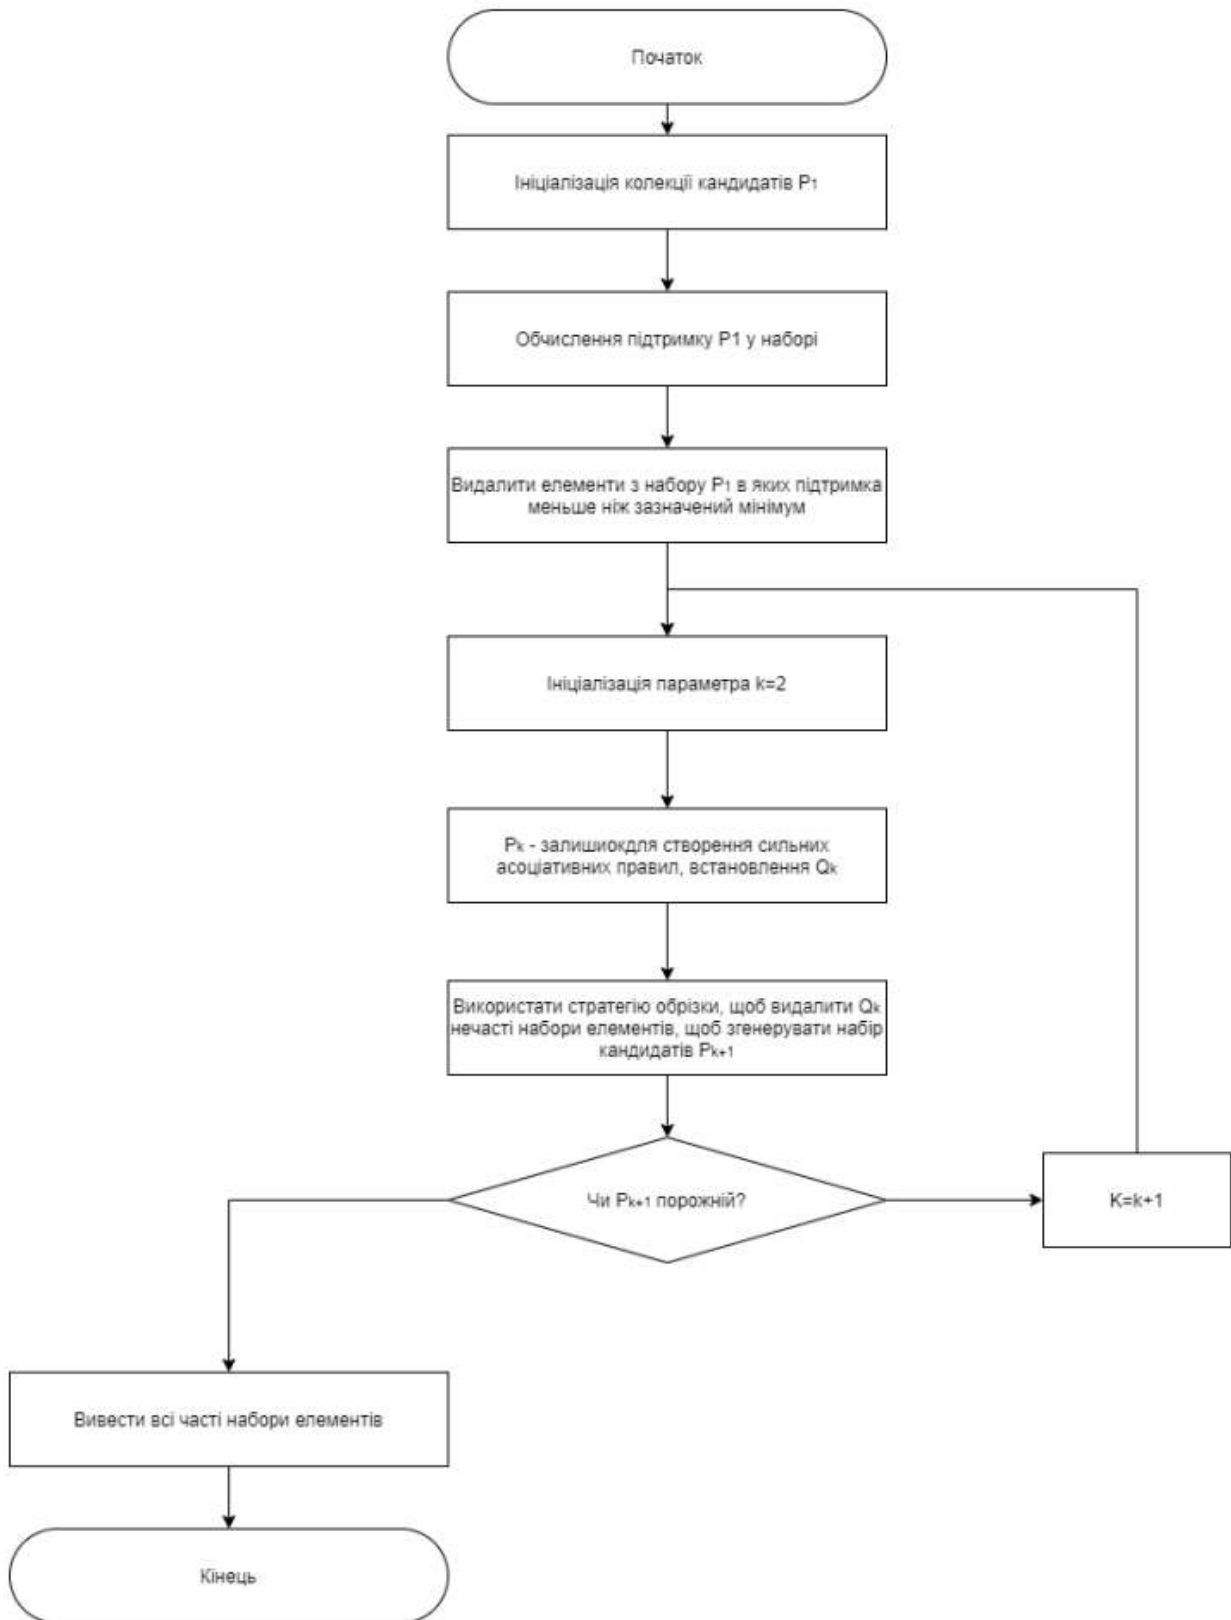 Початок
Ініціалізація колекції кандидатів P1
Обчислення підтримку P1 у наборі
Видалити елементи з набору P1 в яких підтримка
меньше ніж зазначений мінімум
Ініціалізація параметра k=2
Pk - залишиокдля створення сильних
асоціативних правил, встановлення Qk
Використати стратегію обрізки, щоб видалити Qk
нечасті набори елементів, щоб згенерувати набір
кандидатів Pk+1
Чи Pk+1 порожній?
K=k+1
Вивести всі часті набори елементів
Кінець